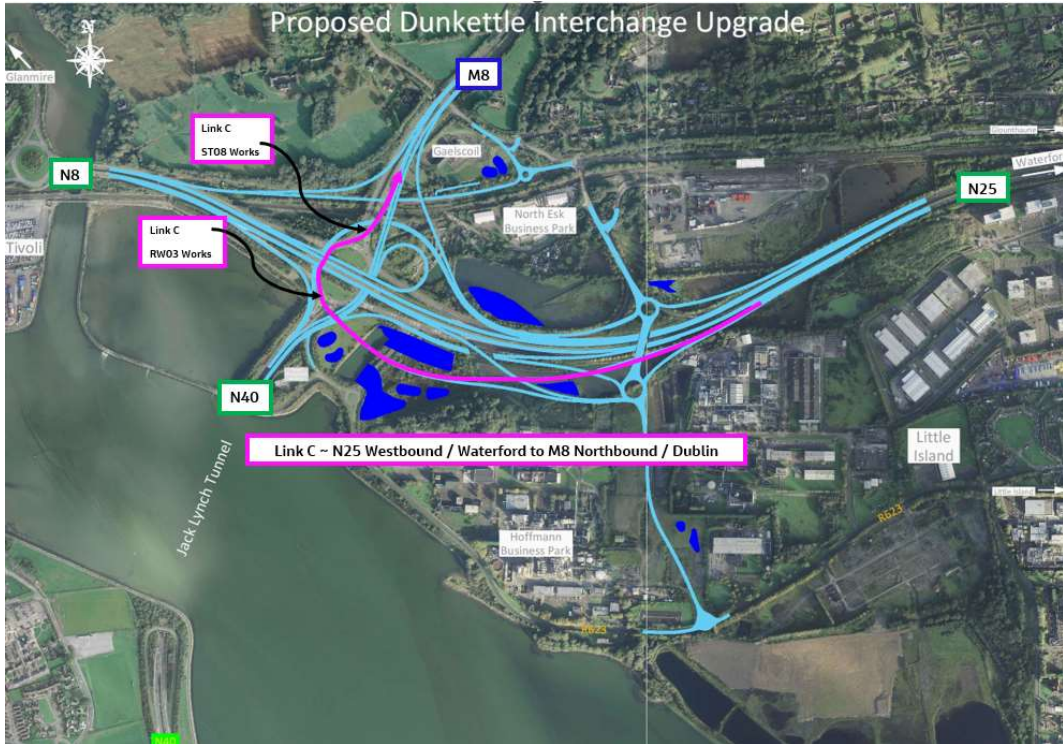 Proposed Dunkettle Interchange Upgrade
N
Glanmire
M8
Link C
ST08 Works
Gaelscoil
Glounthaune
Waterford
N8
N25
North Esk
Business Park
Link C
RW03 Works
Tivoli
N40
Link C ~ N25 Westbound / Waterford to M8 Northbound / Dublin
Little
Island
Little Island
Jack Lynch Tunnel
R623
Hoffmann
Business Park
R623
N40